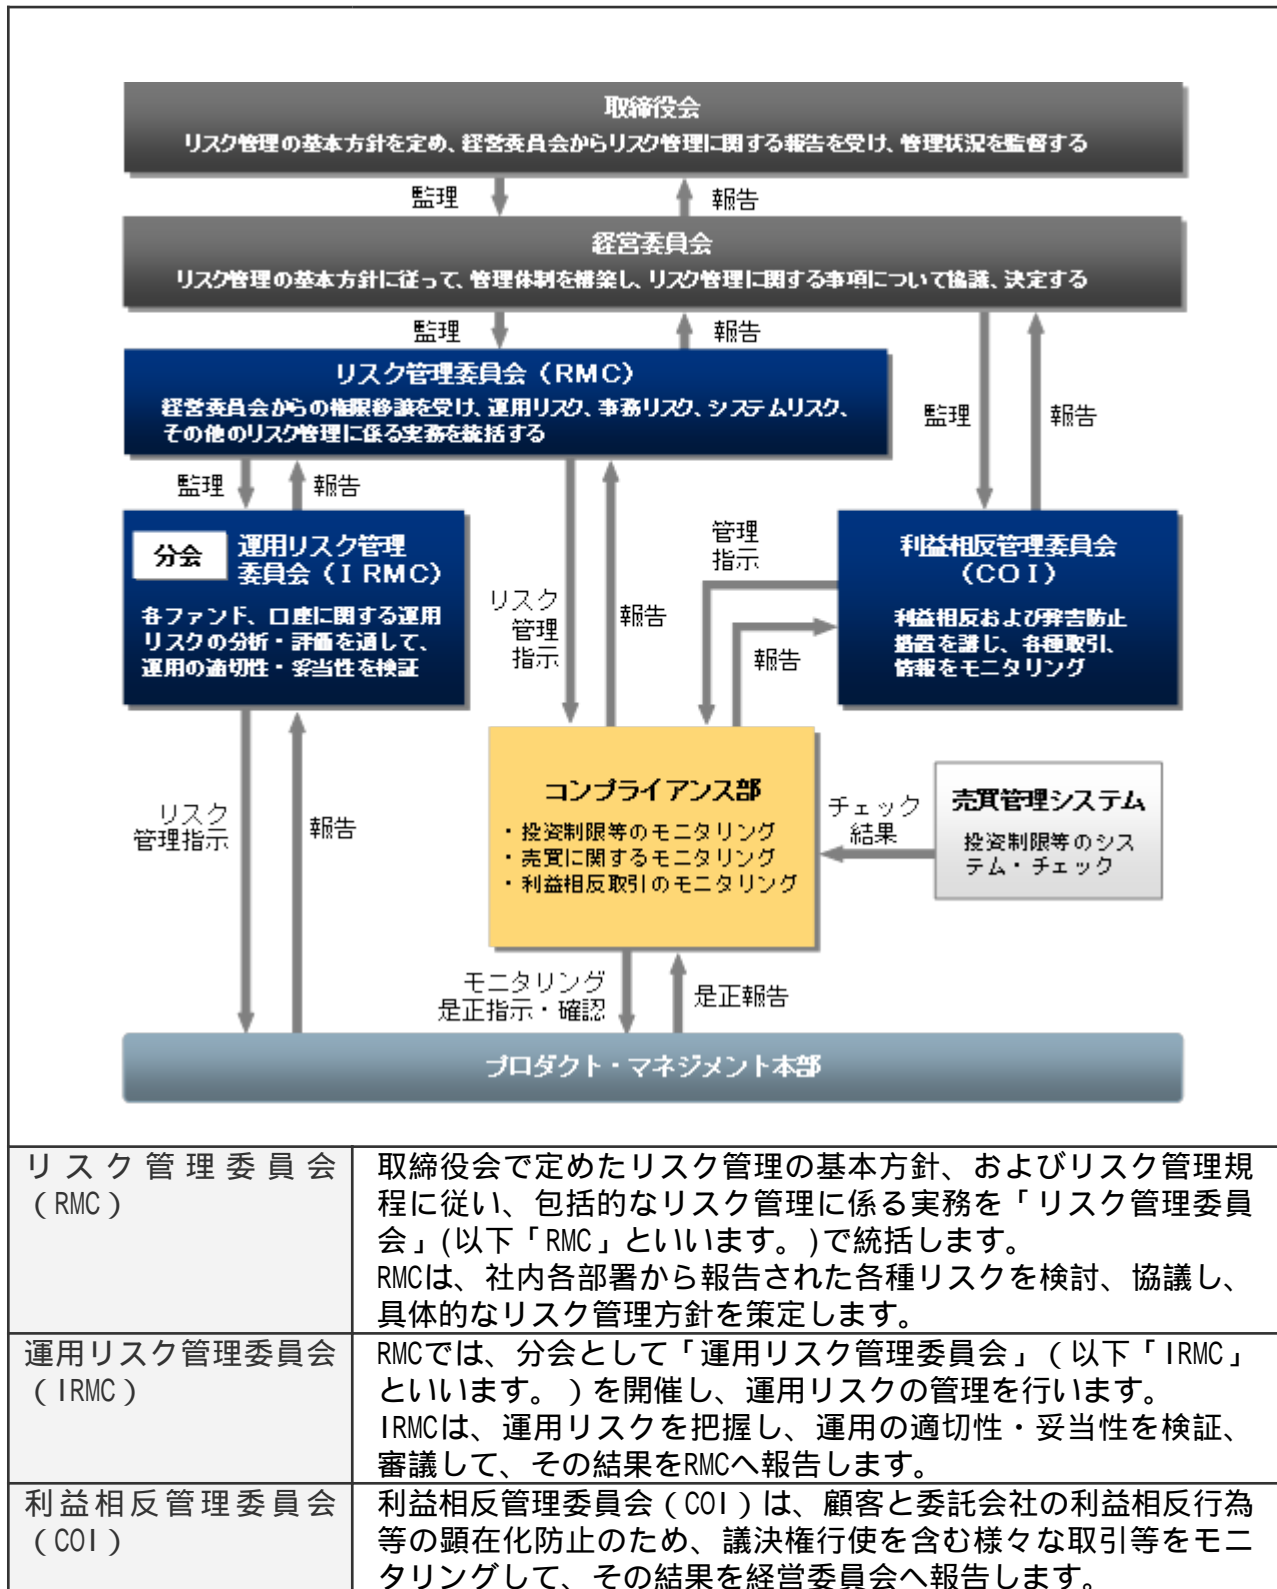 取締役会
リスク管理の基本方針を定め、経営委員会からリスク管理に関する報告を受け、管理状況を監督する
監理
報告
経営委員会
リスク管理の基本方針に従って、管理体制を構築し、リスク管理に関する事項について協議、決定する
監理
報告
リスク管理委員会（RMC）
経営委員会からの権限移譲を受け、運用リスク、事務リスク、システムリスク、
その他のリスク管理に係る実務を統括する
監理
報告
監理
報告
分会
運用リスク管理
委員会（IRMC）
各ファンド、口座に関する運用
リスクの分析・評価を通して、
運用の適切性・妥当性を検証
リスク
管理
指示
報告
管理
指示
報告
利益相反管理委員会
（COI）
利益相反および弊害防止
措置を講じ、各種取引、
情報をモニタリング
リスク
管理指示
報告
コンプライアンス部
・投資制限等のモニタリング
・売買に関するモニタリング
・利益相反取引のモニタリング
チェック
結果
売買管理システム
投資制限等のシス
テム・チェック
モニタリング
是正指示・確認
是正報告
プロダクト・マネジメント本部
リスク管理委員会
（RMC）
取締役会で定めたリスク管理の基本方針、およびリスク管理規
程に従い、包括的なリスク管理に係る実務を「リスク管理委員
会」(以下「RMC」といいます。)で統括します。
RMCは、社内各部署から報告された各種リスクを検討、協議し、
具体的なリスク管理方針を策定します。
運用リスク管理委員会
（IRMC）
RMCでは、分会として「運用リスク管理委員会」（以下「IRMC」
といいます。）を開催し、運用リスクの管理を行います。
IRMCは、運用リスクを把握し、運用の適切性・妥当性を検証、
審議して、その結果をRMCへ報告します。
利益相反管理委員会
（COI）
利益相反管理委員会（COI）は、顧客と委託会社の利益相反行為
等の顕在化防止のため、議決権行使を含む様々な取引等をモニ
タリングして、その結果を経営委員会へ報告します。